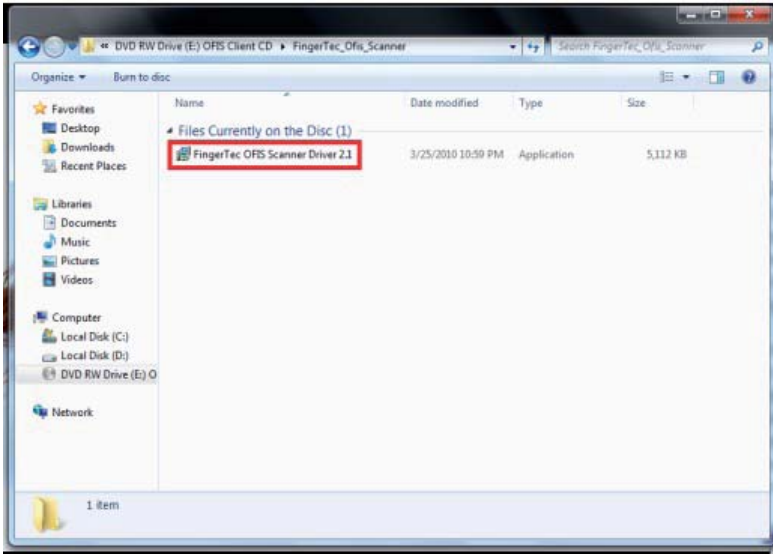 « DVD RW Drive (E:) OFIS Client CD ▸ FingerTec_Ofis_Scanner
Search FingerTec_Ofis_Scanner
Organize Burn to disc
Name Date modified Type Size
Files Currently on the Disc (1)
FingerTec OFIS Scanner Driver 2.1 3/25/2010 10:59 PM Application 5,112 KB
Favorites
Desktop
Downloads
Recent Places
Libraries
Documents
Music
Pictures
Videos
Computer
Local Disk (C:)
Local Disk (D:)
DVD RW Drive (E:) O
Network
1 item